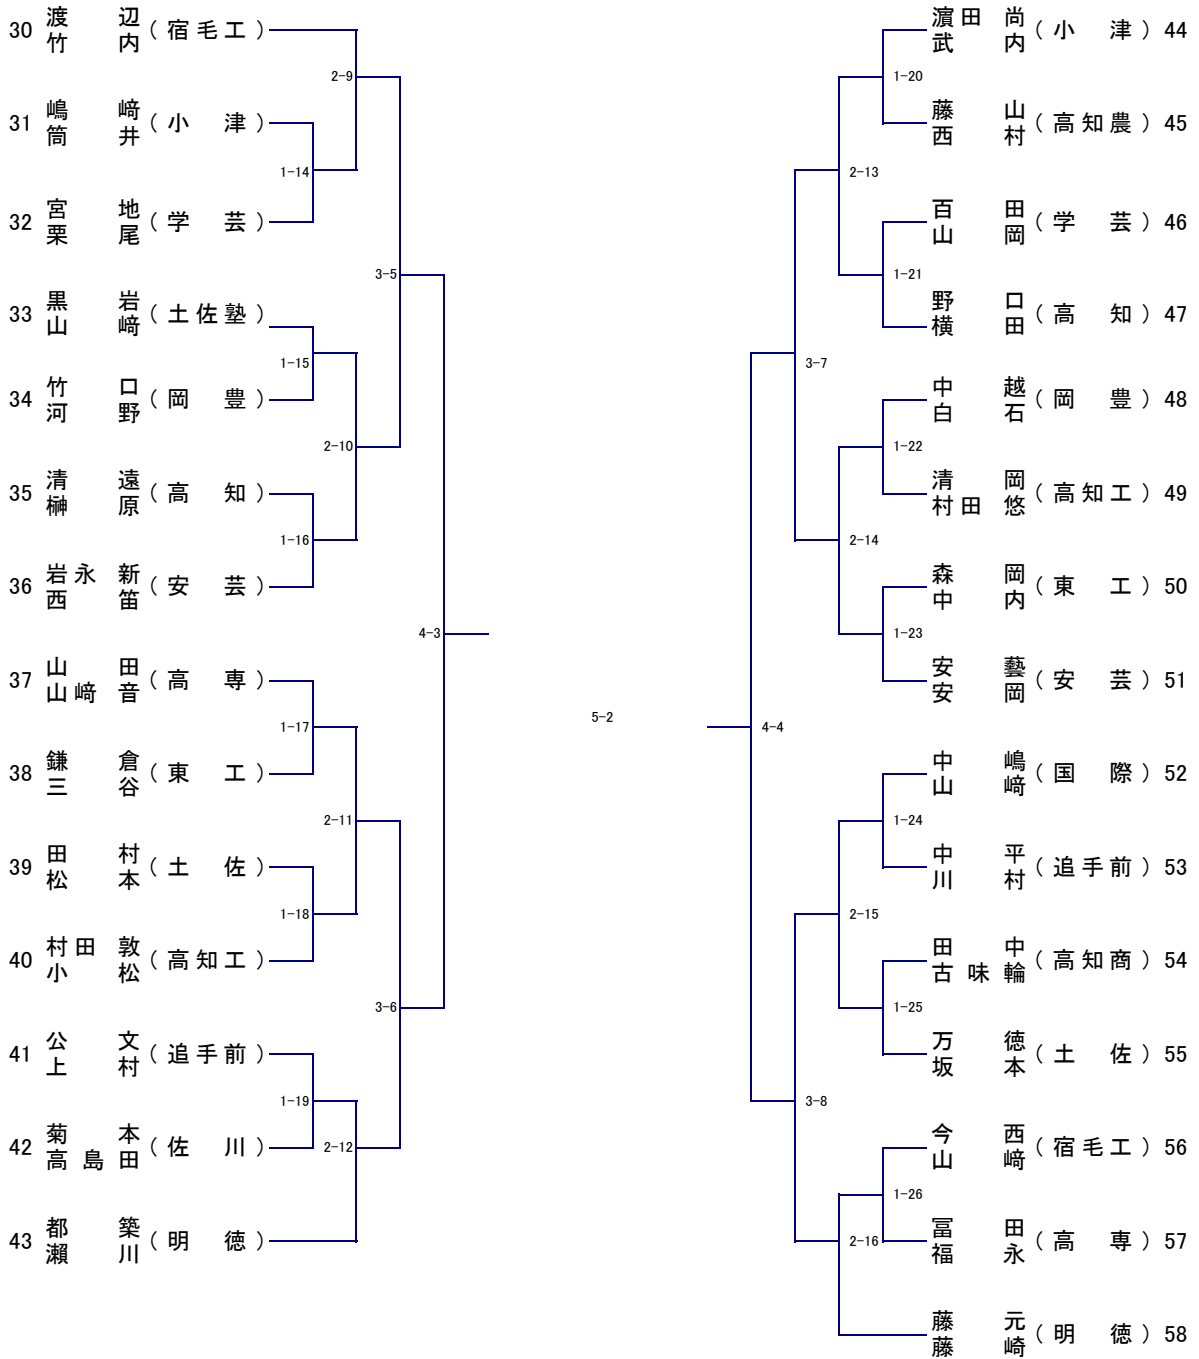 30 渡辺 竹内 (宿毛工)
2-9
31 嶋﨑 筒井 (小津)
1-14
32 宮地 栗尾 (学芸)
3-5
33 黒岩 山﨑 (土佐塾)
1-15
34 竹口 河野 (岡豊)
2-10
35 清遠 榊原 (高知)
1-16
36 岩永新 西笛 (安芸)
4-3
37 山田 山﨑音 (高専)
1-17
38 鎌倉 三谷 (東工)
2-11
39 田村 松本 (土佐)
1-18
40 村田敦 小松 (高知工)
3-6
41 公文 上村 (追手前)
1-19
42 菊本 高島田 (佐川)
2-12
43 都築 瀬川 (明徳)
5-2
濵田尚 武内 (小津) 44
1-20
藤山 西村 (高知農) 45
2-13
百田 山岡 (学芸) 46
1-21
野口 横田 (高知) 47
3-7
中越 白石 (岡豊) 48
1-22
清岡 村田悠 (高知工) 49
2-14
森岡 中内 (東工) 50
1-23
安藝 安岡 (安芸) 51
4-4
中嶋 山﨑 (国際) 52
1-24
中平 川村 (追手前) 53
2-15
田中 古味輪 (高知商) 54
1-25
万徳 坂本 (土佐) 55
3-8
今西 山﨑 (宿毛工) 56
1-26
冨田 福永 (高専) 57
2-16
藤元 藤崎 (明徳) 58